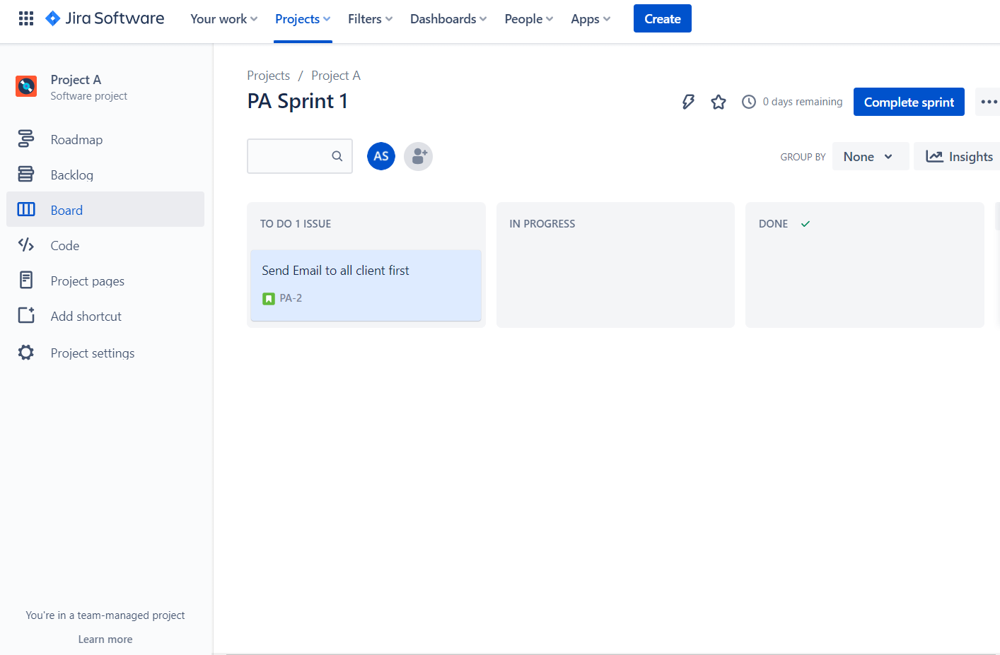 Jira Software
Your work
Projects
Filters
Dashboards
People
Apps
Create
Project A
Software project
Roadmap
Backlog
Board
Code
Project pages
Add shortcut
Project settings
You're in a team-managed project
Learn more
Projects / Project A
PA Sprint 1
0 days remaining
Complete sprint
AS
GROUP BY
None
Insights
TO DO 1 ISSUE
Send Email to all client first
PA-2
IN PROGRESS
DONE